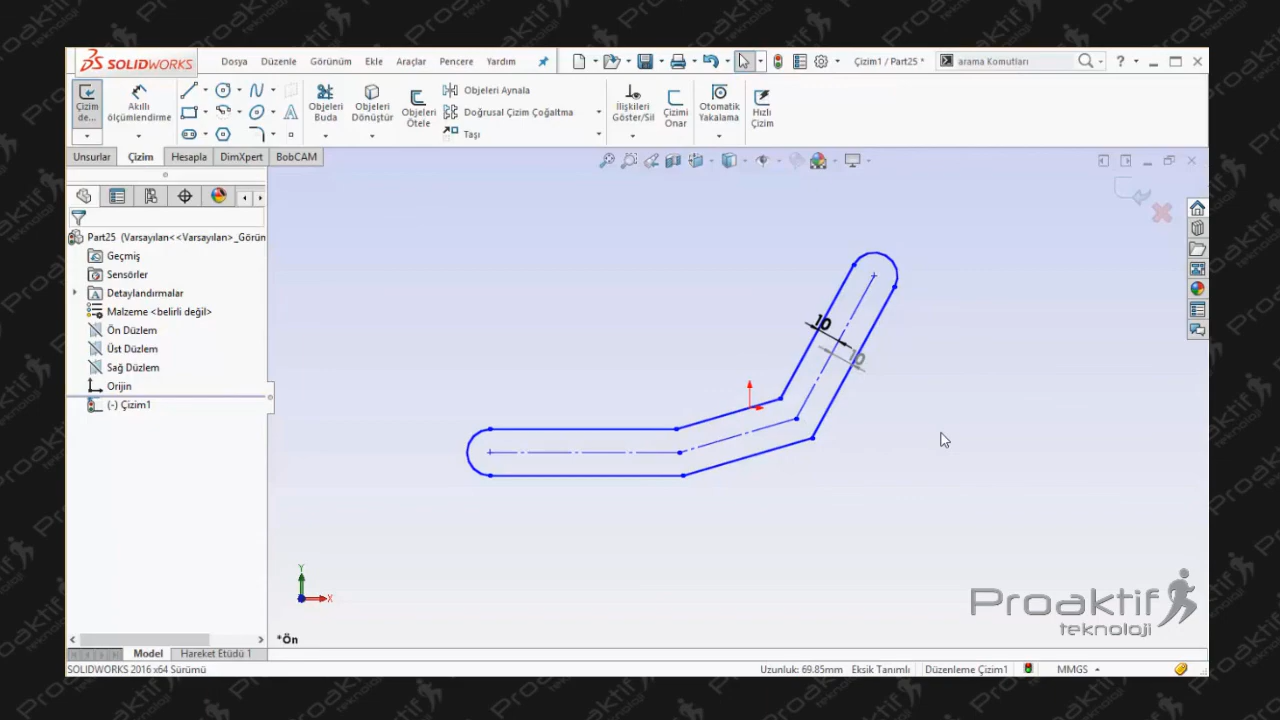 Proaktif
teknoloji
SOLIDWORKS
Dosya Düzenle Görünüm Ekle Araçlar Pencere Yardım
Çizim1 / Part25 *
arama Komutları
Çizim de...
Akıllı ölçümlendirme
Objeleri Buda
Objeleri Dönüştür
Objeleri Ötele
Objeleri Aynala
Doğrusal Çizim Çoğaltma
Taşı
İlişkileri Göster/Sil
Çizimi Onar
Otomatik Yakalama
Hızlı Çizim
Unsurlar Çizim Hesapla DimXpert BobCAM
Part25 (Varsayılan<<Varsayılan>_Görün
Geçmiş
Sensörler
Detaylandırmalar
Malzeme <belirli değil>
Ön Düzlem
Üst Düzlem
Sağ Düzlem
Orijin
(-) Çizim1
10
10
Y
X
*Ön
Proaktif
teknoloji
Model Hareket Etüdü 1
SOLIDWORKS 2016 x64 Sürümü
Uzunluk: 69.85mm Eksik Tanımlı Düzenleme Çizim1 MMGS